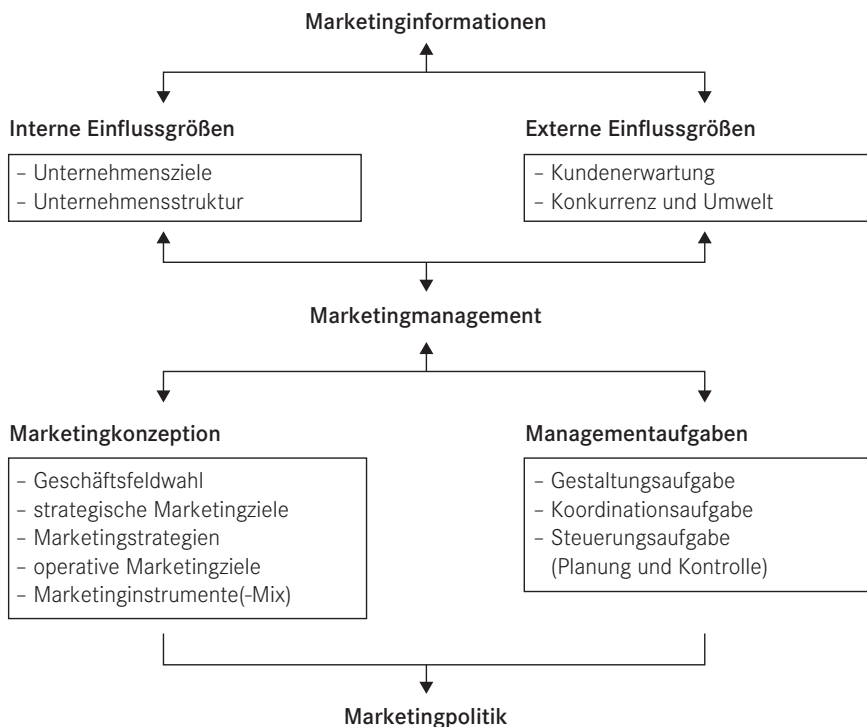 Marketinginformationen
Interne Einflussgrößen
– Unternehmensziele
– Unternehmensstruktur
Externe Einflussgrößen
– Kundenerwartung
– Konkurrenz und Umwelt
Marketingmanagement
Marketingkonzeption
– Geschäftsfeldwahl
– strategische Marketingziele
– Marketingstrategien
– operative Marketingziele
– Marketinginstrumente(-Mix)
Managementaufgaben
– Gestaltungsaufgabe
– Koordinationsaufgabe
– Steuerungsaufgabe
(Planung und Kontrolle)
Marketingpolitik